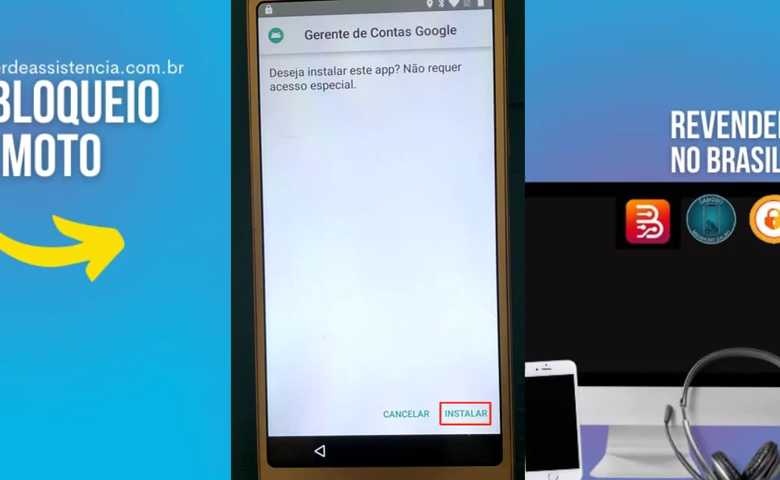 rdeassistencia.com.br
BLOQUEIO
MOTO
Gerente de Contas Google
Deseja instalar este app? Não requer
acesso especial.
CANCELAR
INSTALAR
REVENDE
NO BRASIL